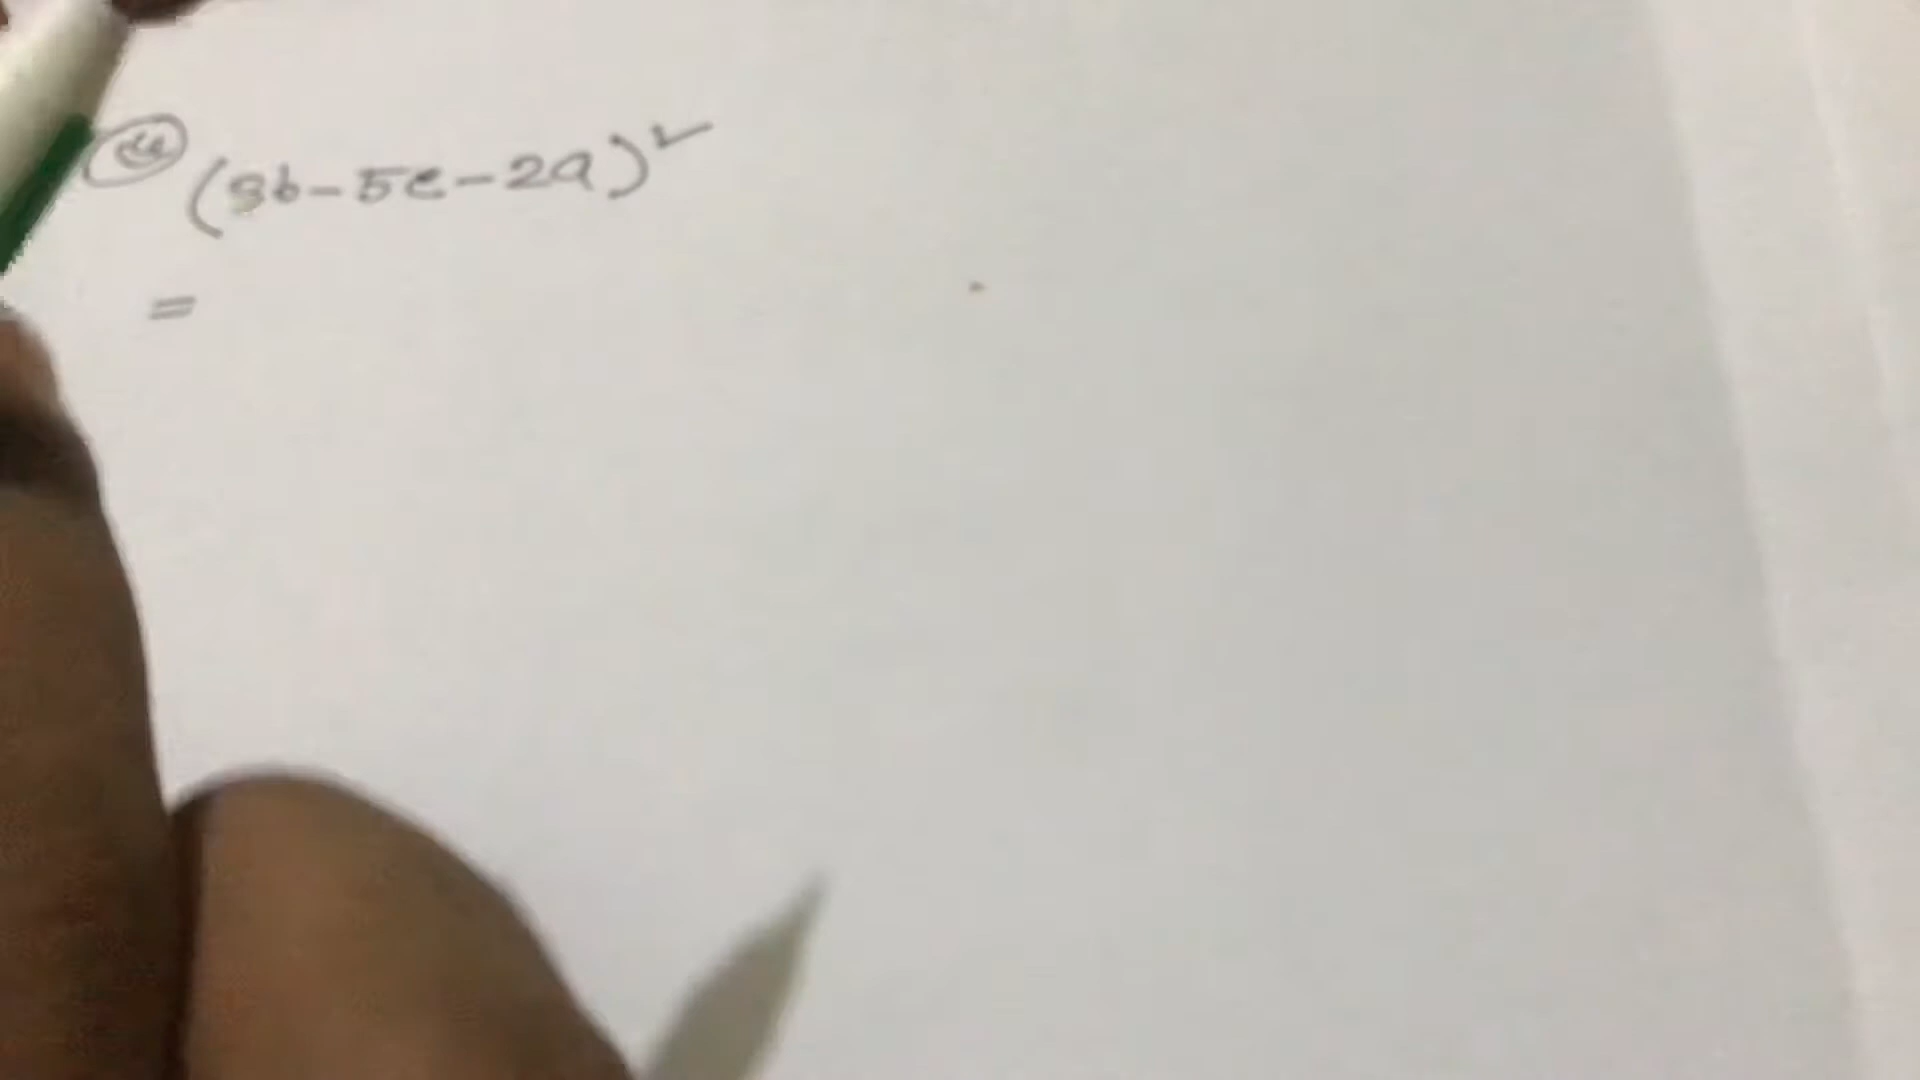 (3b-5c-2a)²
=